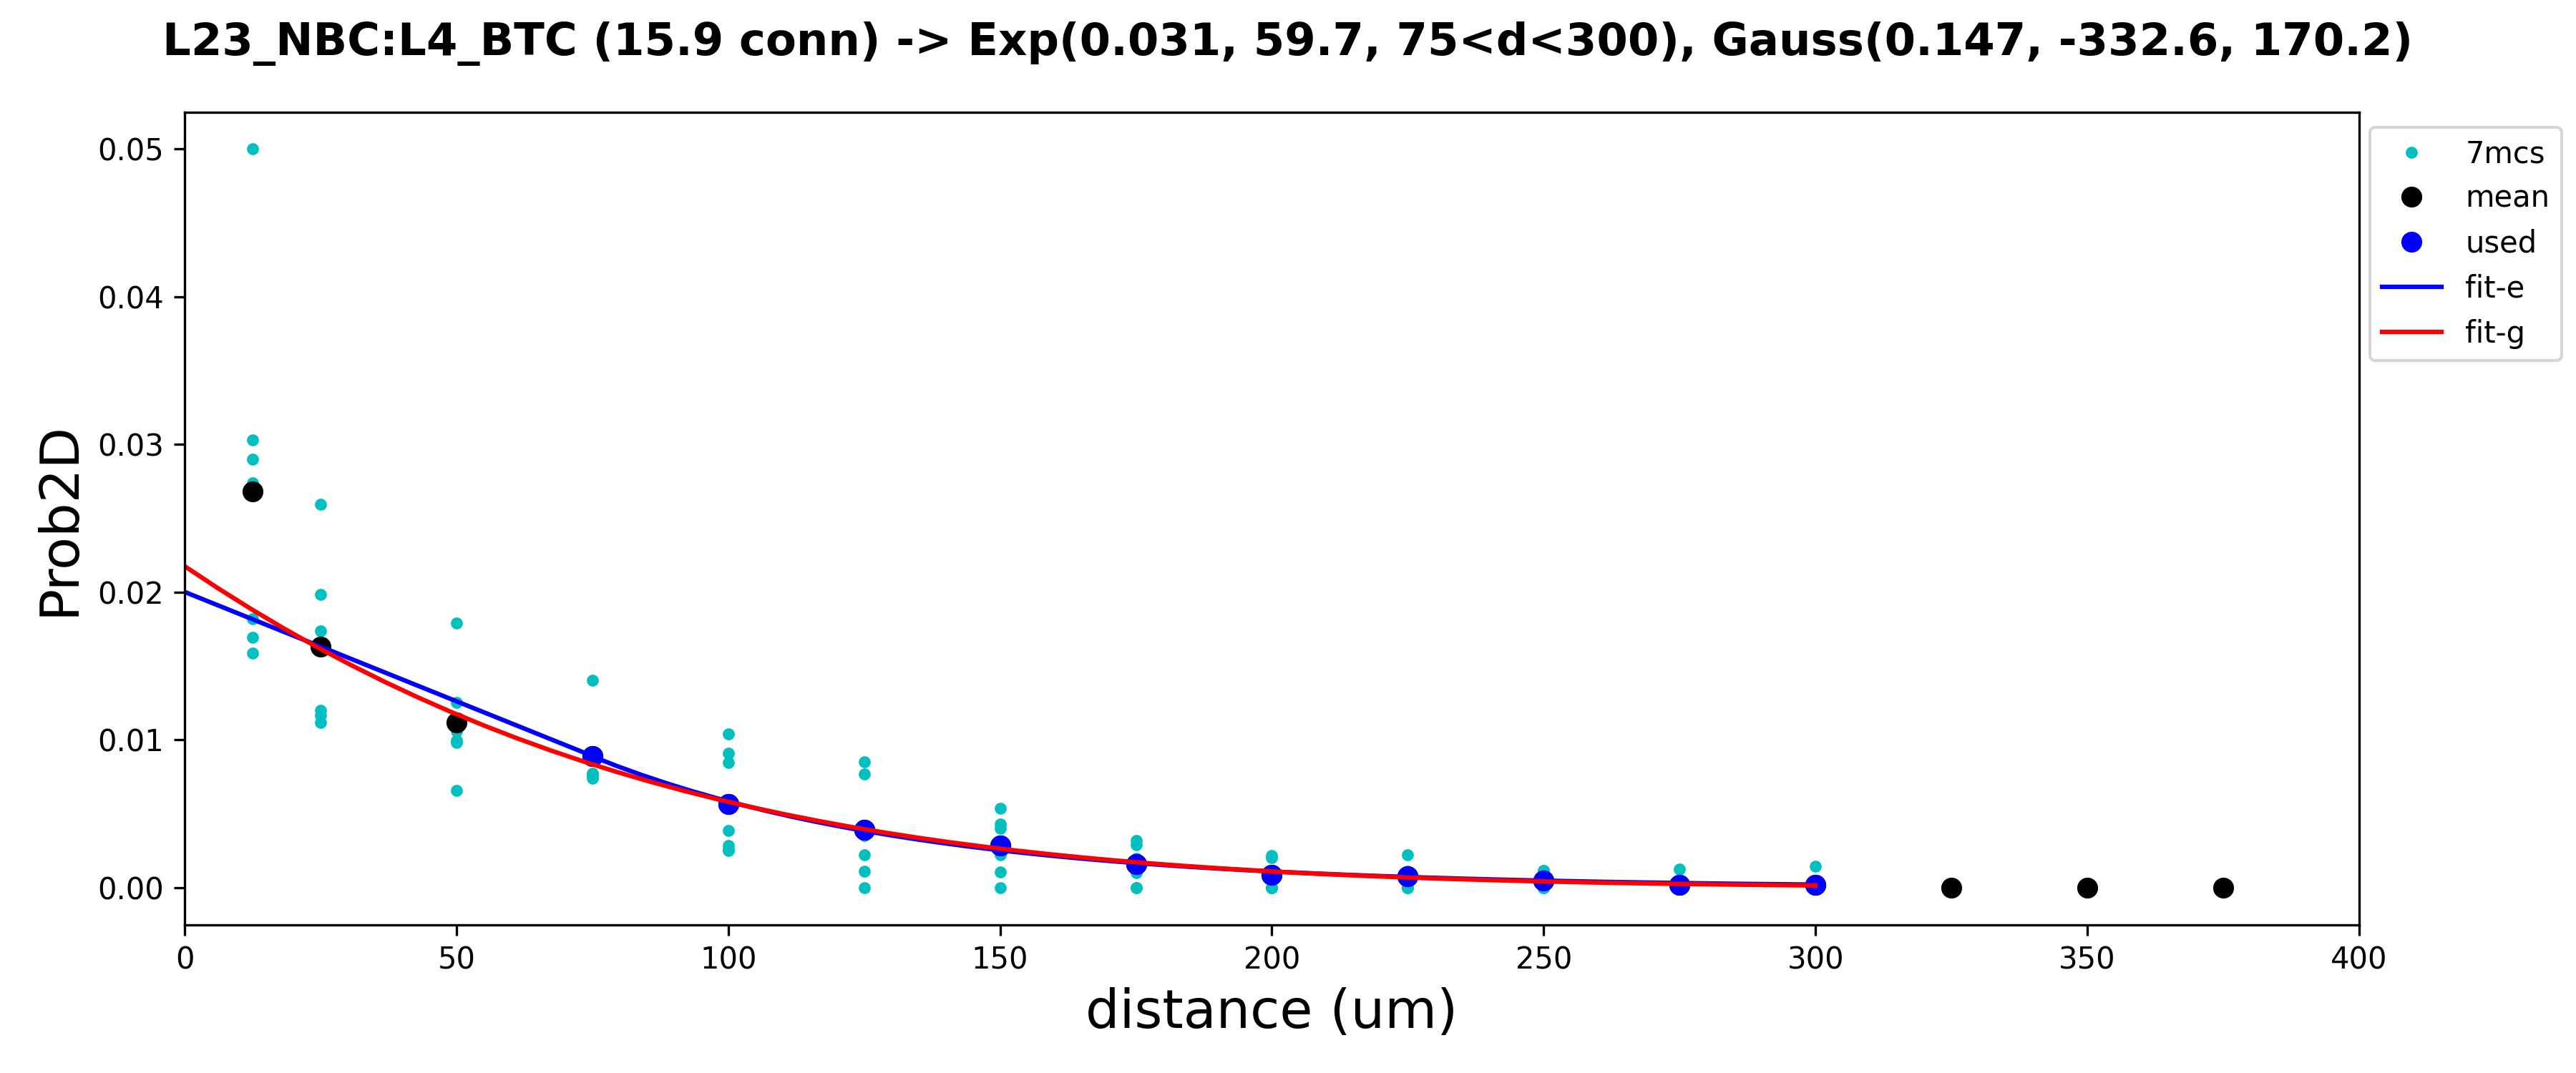 L23_NBC:L4_BTC (15.9 conn) -> Exp(0.031, 59.7, 75<d<300), Gauss(0.147, -332.6, 170.2)
0.05
0.04
0.03
0.02
0.01
0.00
Prob2D
0 50 100 150 200 250 300 350 400
distance (um)
7mcs
mean
used
fit-e
fit-g